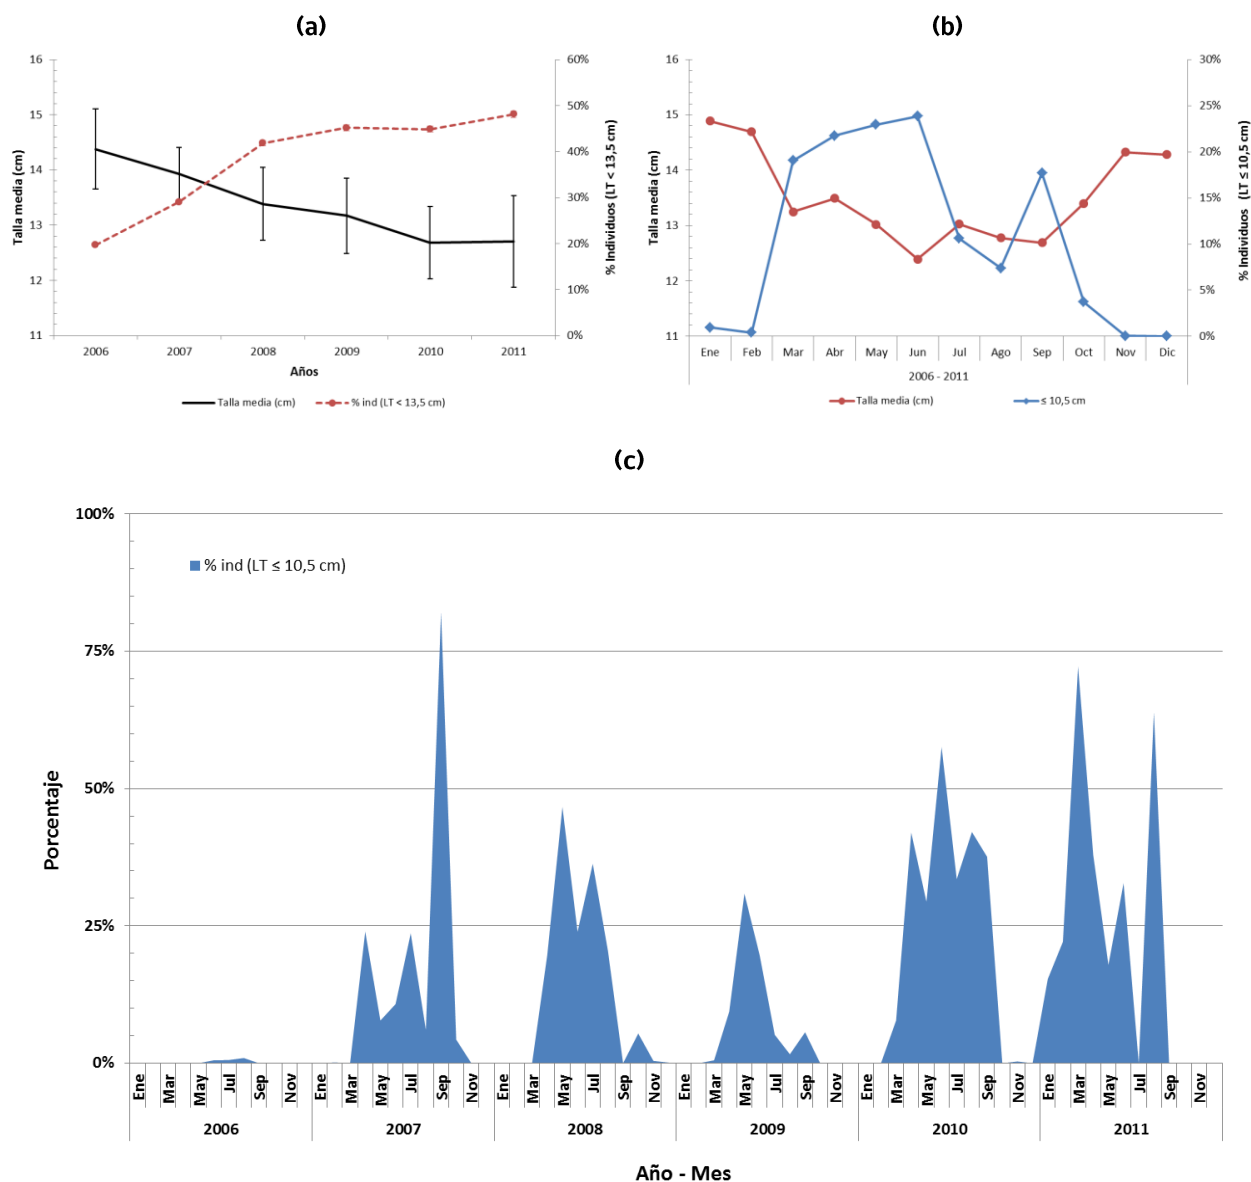 (a)
16
15
14
13
12
11
Talla media (cm)
60%
50%
40%
30%
20%
10%
0%
% Individuos (LT < 13,5 cm)
2006 2007 2008 2009 2010 2011
Años
Talla media (cm) % ind (LT < 13,5 cm)
(b)
16
15
14
13
12
11
Talla media (cm)
30%
25%
20%
15%
10%
5%
0%
% Individuos (LT ≤ 10,5 cm)
Ene Feb Mar Abr May Jun Jul Ago Sep Oct Nov Dic
2006 - 2011
Talla media (cm) ≤ 10,5 cm
(c)
100%
75%
50%
25%
0%
Porcentaje
% ind (LT ≤ 10,5 cm)
Ene Mar May Jul Sep Nov Ene Mar May Jul Sep Nov Ene Mar May Jul Sep Nov Ene Mar May Jul Sep Nov Ene Mar May Jul Sep Nov Ene Mar May Jul Sep Nov
2006 2007 2008 2009 2010 2011
Año - Mes